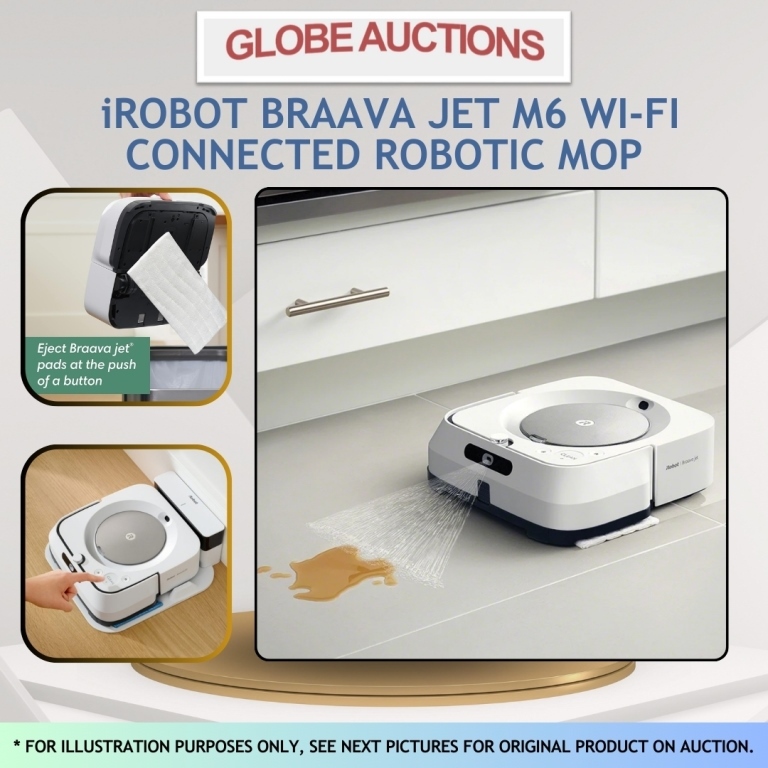 GLOBE AUCTIONS
iROBOT BRAAVA JET M6 WI-FI
CONNECTED ROBOTIC MOP
Eject Braava jet®
pads at the push
of a button
iRobot
* FOR ILLUSTRATION PURPOSES ONLY, SEE NEXT PICTURES FOR ORIGINAL PRODUCT ON AUCTION.